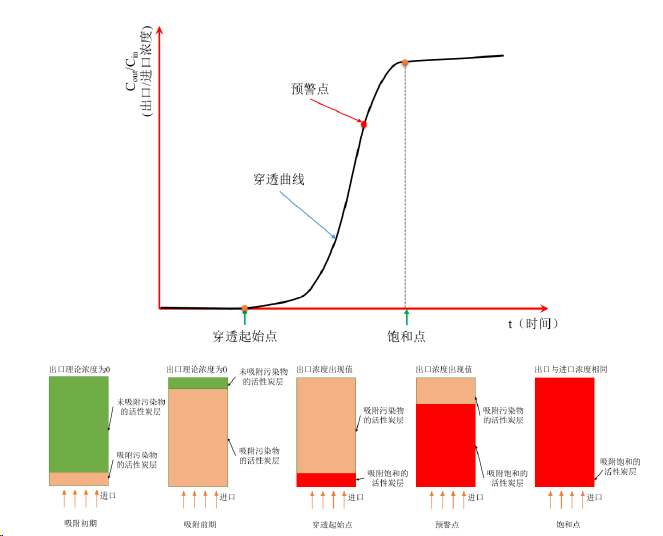 Cout/Cin
(出口/进口浓度)
预警点
穿透曲线
穿透起始点
饱和点
t（时间）
出口理论浓度为0
未吸附污染物
的活性炭层
吸附污染物
的活性炭层
进口
吸附初期
出口理论浓度为0
未吸附污染物
的活性炭层
吸附污染物
的活性炭层
进口
吸附前期
出口浓度出现值
吸附污染物
的活性炭层
吸附饱和的
活性炭层
进口
穿透起始点
出口浓度出现值
吸附污染物
的活性炭层
吸附饱和的
活性炭层
进口
预警点
出口与进口浓度相同
吸附饱和的
活性炭层
进口
饱和点